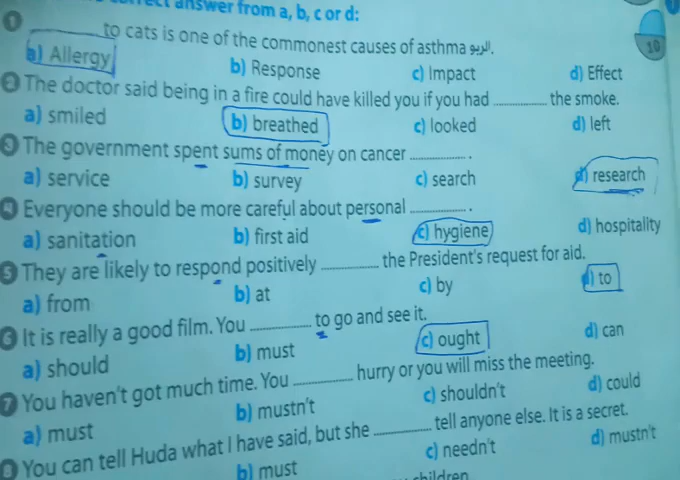 answer from a, b, c or d:
10
1 ________ to cats is one of the commonest causes of asthma الربو.
a) Allergy b) Response c) Impact d) Effect
2 The doctor said being in a fire could have killed you if you had ________ the smoke.
a) smiled b) breathed c) looked d) left
3 The government spent sums of money on cancer ________ .
a) service b) survey c) search d) research
4 Everyone should be more careful about personal ________ .
a) sanitation b) first aid c) hygiene d) hospitality
5 They are likely to respond positively ________ the President's request for aid.
a) from b) at c) by d) to
6 It is really a good film. You ________ to go and see it.
a) should b) must c) ought d) can
7 You haven't got much time. You ________ hurry or you will miss the meeting.
a) must b) mustn't c) shouldn't d) could
8 You can tell Huda what I have said, but she ________ tell anyone else. It is a secret.
b) must c) needn't d) mustn't
children